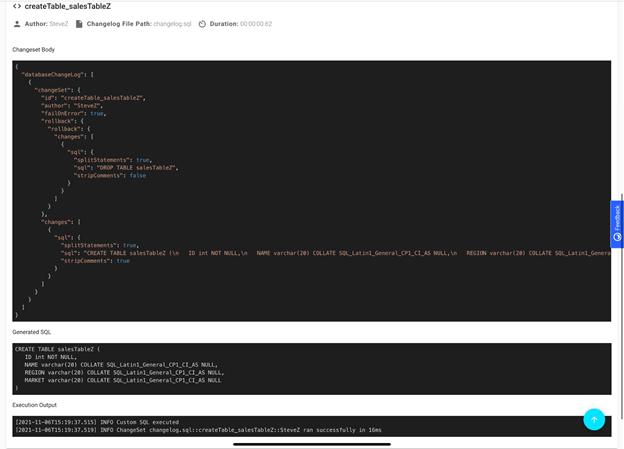 <> createTable_salesTableZ
Author: SteveZ Changelog File Path: changelog.sql Duration: 00:00:00.62
Changeset Body
{
"databaseChangeLog": [
{
"changeSet": {
"id": "createTable_salesTableZ",
"author": "SteveZ",
"failOnError": true,
"rollback": {
"rollback": {
"changes": [
{
"sql": {
"splitStatements": true,
"sql": "DROP TABLE salesTableZ",
"stripComments": false
}
}
]
}
},
"changes": [
{
"sql": {
"splitStatements": true,
"sql": "CREATE TABLE salesTableZ (\n   ID int NOT NULL,\n   NAME varchar(20) COLLATE SQL_Latin1_General_CP1_CI_AS NULL,\n   REGION varchar(20) COLLATE SQL_Latin1_Genera
"stripComments": true
}
}
]
}
}
]
}
Feedback
Generated SQL
CREATE TABLE salesTableZ (
ID int NOT NULL,
NAME varchar(20) COLLATE SQL_Latin1_General_CP1_CI_AS NULL,
REGION varchar(20) COLLATE SQL_Latin1_General_CP1_CI_AS NULL,
MARKET varchar(20) COLLATE SQL_Latin1_General_CP1_CI_AS NULL
)
Execution Output
[2021-11-06T15:19:37.515] INFO Custom SQL executed
[2021-11-06T15:19:37.519] INFO ChangeSet changelog.sql::createTable_salesTableZ::SteveZ ran successfully in 16ms